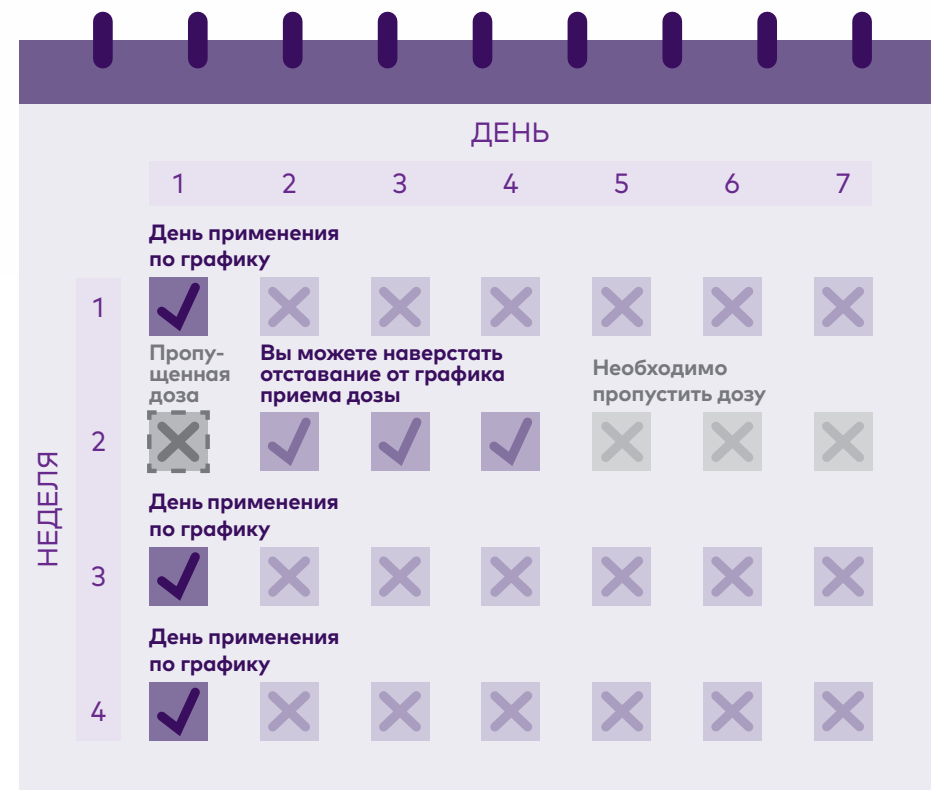 ДЕНЬ
1 2 3 4 5 6 7
День применения
по графику
1
Пропу-
щенная
доза
Вы можете наверстать
отставание от графика
приема дозы
Необходимо
пропустить дозу
2
НЕДЕЛЯ
День применения
по графику
3
День применения
по графику
4